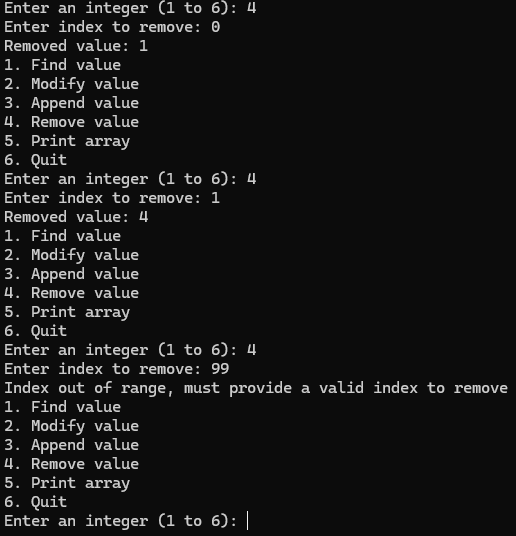 Enter an integer (1 to 6): 4
Enter index to remove: 0
Removed value: 1
1. Find value
2. Modify value
3. Append value
4. Remove value
5. Print array
6. Quit
Enter an integer (1 to 6): 4
Enter index to remove: 1
Removed value: 4
1. Find value
2. Modify value
3. Append value
4. Remove value
5. Print array
6. Quit
Enter an integer (1 to 6): 4
Enter index to remove: 99
Index out of range, must provide a valid index to remove
1. Find value
2. Modify value
3. Append value
4. Remove value
5. Print array
6. Quit
Enter an integer (1 to 6):